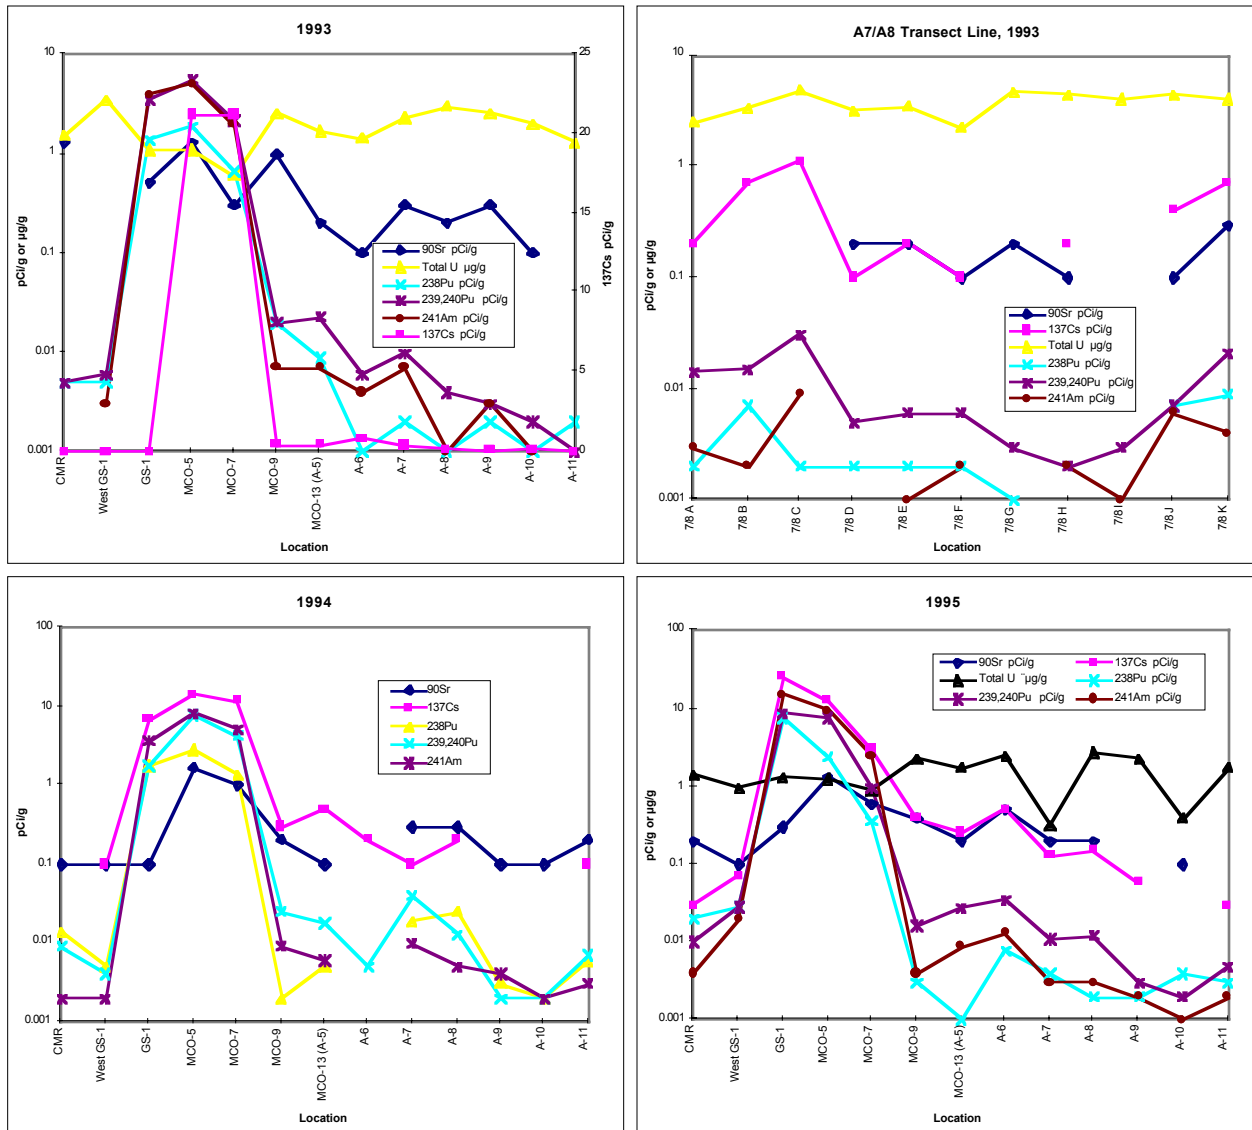 1993
10
1
0.1
0.01
0.001
25
20
15
10
5
0
pCi/g or µg/g
137Cs pCi/g
90Sr pCi/g
Total U µg/g
238Pu pCi/g
239,240Pu pCi/g
241Am pCi/g
137Cs pCi/g
CMR
West GS-1
GS-1
MCO-5
MCO-7
MCO-9
MCO-13 (A-5)
A-6
A-7
A-8
A-9
A-10
A-11
Location
A7/A8 Transect Line, 1993
10
1
0.1
0.01
0.001
pCi/g or µg/g
90Sr pCi/g
137Cs pCi/g
Total U µg/g
238Pu pCi/g
239,240Pu pCi/g
241Am pCi/g
7/8 A
7/8 B
7/8 C
7/8 D
7/8 E
7/8 F
7/8 G
7/8 H
7/8 I
7/8 J
7/8 K
Location
1994
100
10
1
0.1
0.01
0.001
pCi/g
90Sr
137Cs
238Pu
239,240Pu
241Am
CMR
West GS-1
GS-1
MCO-5
MCO-7
MCO-9
MCO-13 (A-5)
A-6
A-7
A-8
A-9
A-10
A-11
Location
1995
100
10
1
0.1
0.01
0.001
pCi/g or µg/g
90Sr pCi/g
137Cs pCi/g
Total U ¨µg/g
238Pu pCi/g
239,240Pu pCi/g
241Am pCi/g
CMR
West GS-1
GS-1
MCO-5
MCO-7
MCO-9
MCO-13 (A-5)
A-6
A-7
A-8
A-9
A-10
A-11
Location